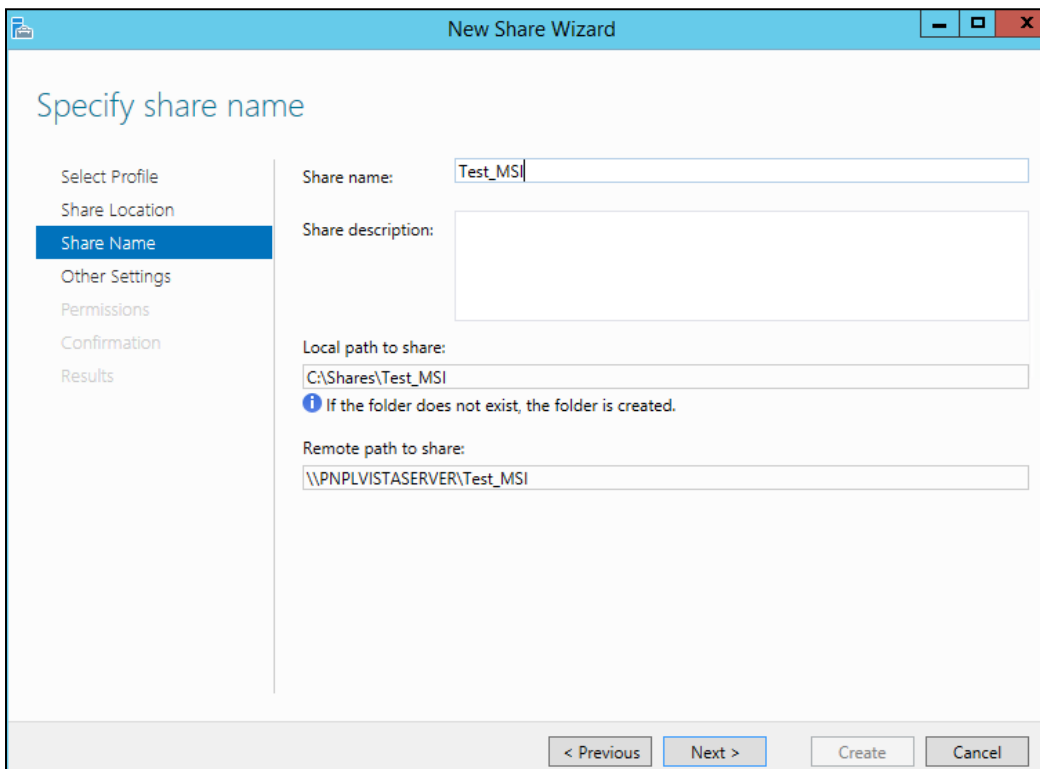 New Share Wizard
Specify share name
Select Profile
Share Location
Share Name
Other Settings
Permissions
Confirmation
Results
Share name:
Test_MSI
Share description:
Local path to share:
C:\Shares\Test_MSI
If the folder does not exist, the folder is created.
Remote path to share:
\\PNPLVISTASERVER\Test_MSI
< Previous
Next >
Create
Cancel